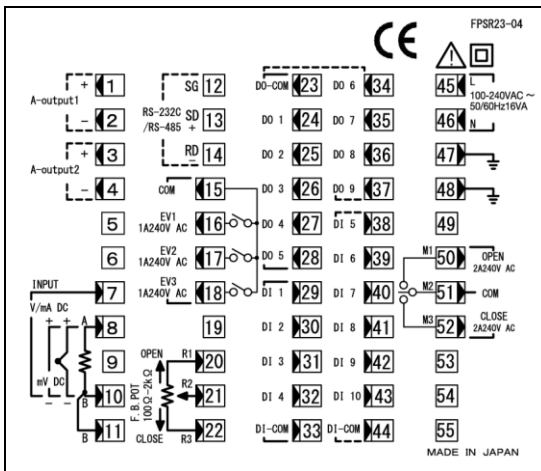 FPSR23-04
CE
+ 1 SG 12 DO-COM 23 DO 6 34 45 L
A-output1 RS-232C /RS-485 100-240VAC ~ 50/60Hz16VA
- 2 SD + 13 DO 1 24 DO 7 35 46 N
+ 3 RD - 14 DO 2 25 DO 8 36 47
A-output2
- 4 COM 15 DO 3 26 DO 9 37 48
5 EV1 1A240V AC 16 DO 4 27 DI 5 38 49
6 EV2 1A240V AC 17 DO 5 28 DI 6 39 M1 50 OPEN 2A240V AC
INPUT 7 EV3 1A240V AC 18 DI 1 29 DI 7 40 M2 51 COM
V/mA DC + + A 8 19 DI 2 30 DI 8 41 M3 52 CLOSE 2A240V AC
9 OPEN R1 20 DI 3 31 DI 9 42 53
mV DC - - B 10 F.B.POT 100Ω-2kΩ R2 21 DI 4 32 DI 10 43 54
B 11 CLOSE R3 22 DI-COM 33 DI-COM 44 55
MADE IN JAPAN